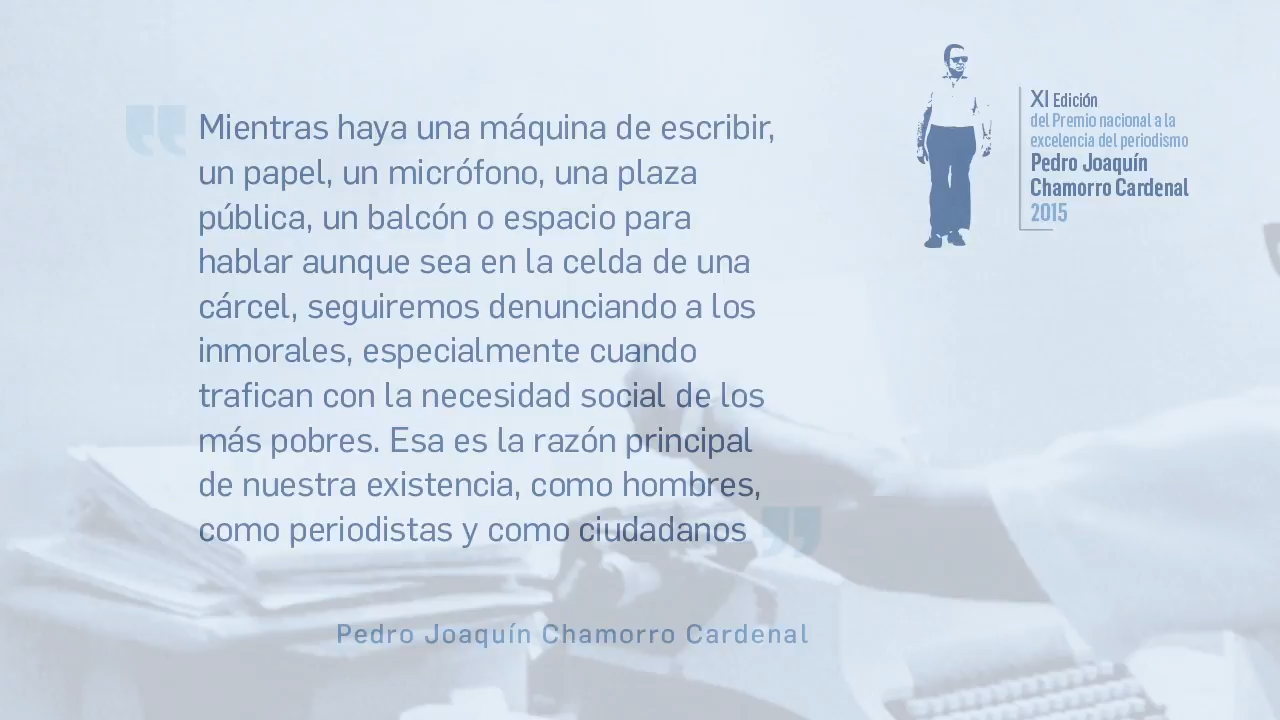 Mientras haya una máquina de escribir,
un papel, un micrófono, una plaza
pública, un balcón o espacio para
hablar aunque sea en la celda de una
cárcel, seguiremos denunciando a los
inmorales, especialmente cuando
trafican con la necesidad social de los
más pobres. Esa es la razón principal
de nuestra existencia, como hombres,
como periodistas y como ciudadanos
Pedro Joaquín Chamorro Cardenal
XI Edición
del Premio nacional a la
excelencia del periodismo
Pedro Joaquín
Chamorro Cardenal
2015